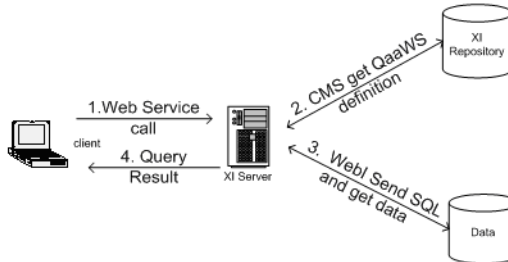 1.Web Service
call
client
4. Query
Result
XI Server
2. CMS get QaaWS
definition
XI
Repository
3. WebI Send SQL
and get data
Data